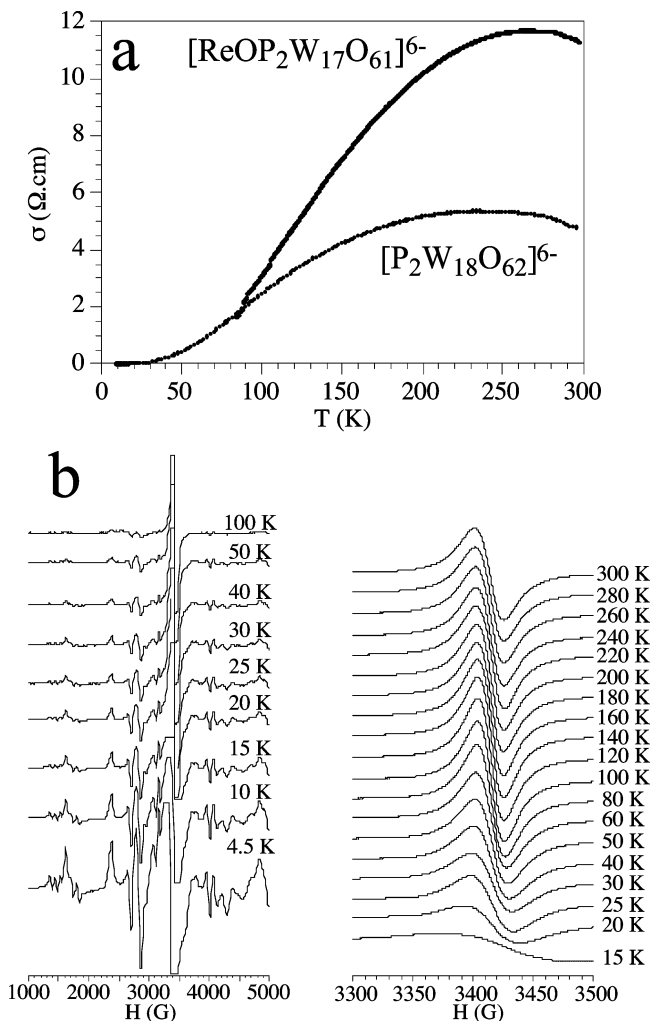 12
10
8
6
4
2
0
σ (Ω.cm)
a
[ReOP2W17O61]6-
[P2W18O62]6-
0 50 100 150 200 250 300
T (K)
b
100 K
50 K
40 K
30 K
25 K
20 K
15 K
10 K
4.5 K
1000 2000 3000 4000 5000
H (G)
300 K
280 K
260 K
240 K
220 K
200 K
180 K
160 K
140 K
120 K
100 K
80 K
60 K
50 K
40 K
30 K
25 K
20 K
15 K
3300 3350 3400 3450 3500
H (G)